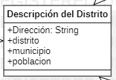 Descripción del Distrito
+Dirección: String
+distrito
+municipio
+poblacion